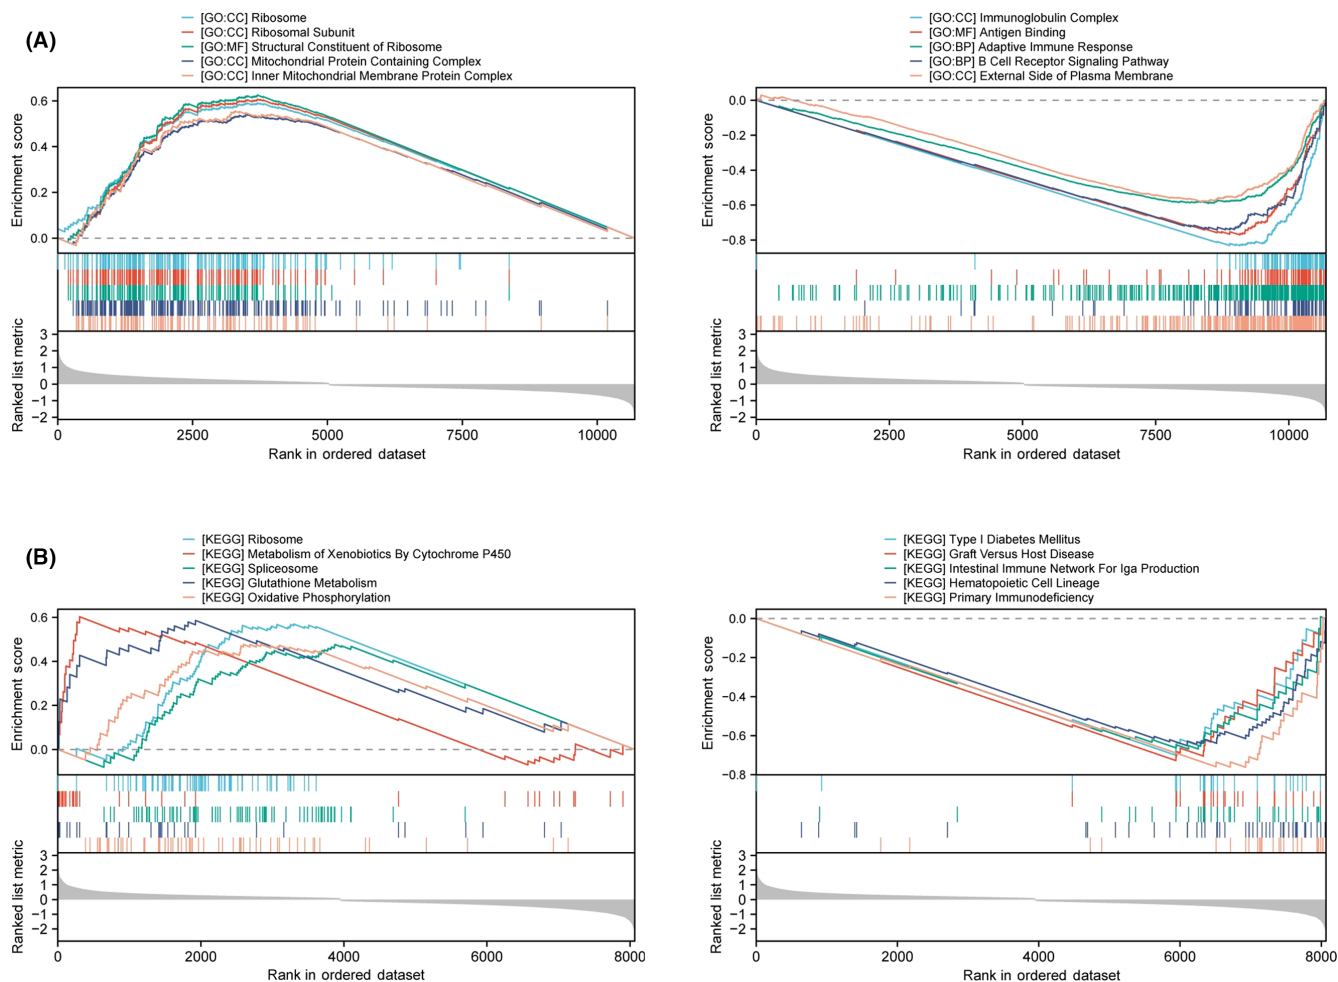 (A)
[GO:CC] Ribosome
[GO:CC] Ribosomal Subunit
[GO:MF] Structural Constituent of Ribosome
[GO:CC] Mitochondrial Protein Containing Complex
[GO:CC] Inner Mitochondrial Membrane Protein Complex
Enrichment score
0.6
0.4
0.2
0.0
Ranked list metric
3
2
1
0
−1
−2
0 2500 5000 7500 10000
Rank in ordered dataset
[GO:CC] Immunoglobulin Complex
[GO:MF] Antigen Binding
[GO:BP] Adaptive Immune Response
[GO:BP] B Cell Receptor Signaling Pathway
[GO:CC] External Side of Plasma Membrane
Enrichment score
0.0
−0.2
−0.4
−0.6
−0.8
Ranked list metric
3
2
1
0
−1
−2
0 2500 5000 7500 10000
Rank in ordered dataset
(B)
[KEGG] Ribosome
[KEGG] Metabolism of Xenobiotics By Cytochrome P450
[KEGG] Spliceosome
[KEGG] Glutathione Metabolism
[KEGG] Oxidative Phosphorylation
Enrichment score
0.6
0.4
0.2
0.0
Ranked list metric
3
2
1
0
−1
−2
0 2000 4000 6000 8000
Rank in ordered dataset
[KEGG] Type I Diabetes Mellitus
[KEGG] Graft Versus Host Disease
[KEGG] Intestinal Immune Network For Iga Production
[KEGG] Hematopoietic Cell Lineage
[KEGG] Primary Immunodeficiency
Enrichment score
0.0
−0.2
−0.4
−0.6
−0.8
Ranked list metric
3
2
1
0
−1
−2
0 2000 4000 6000 8000
Rank in ordered dataset